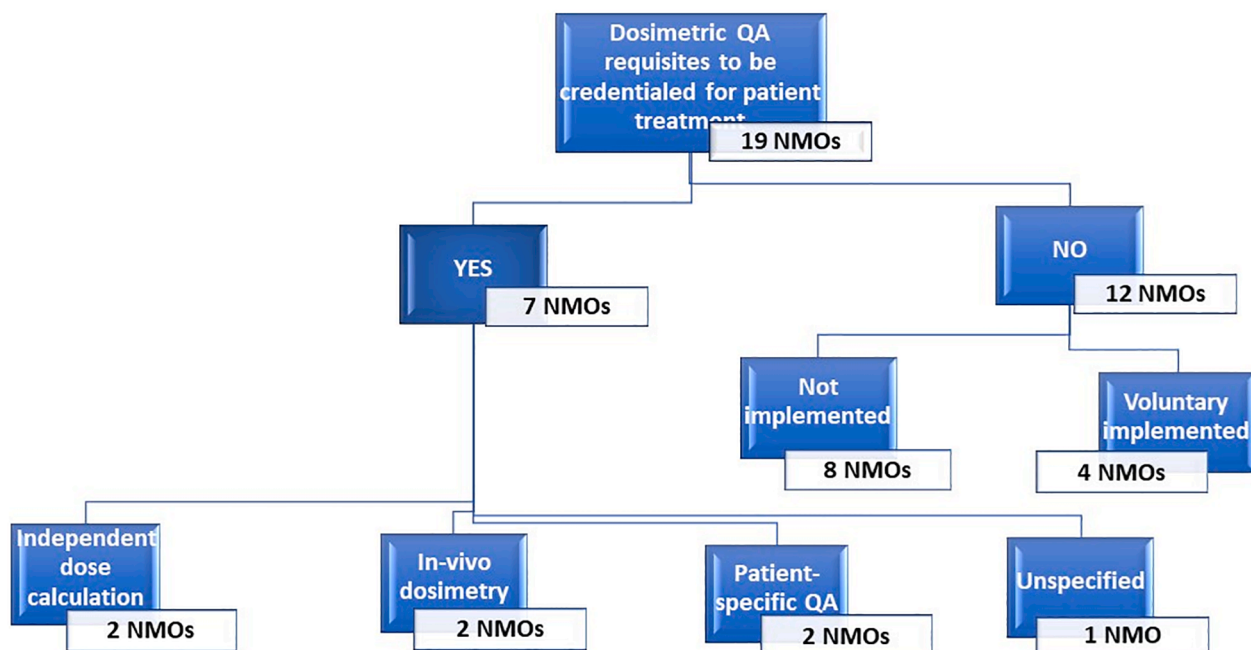 Dosimetric QA
requisites to be
credentialed for patient
treatment
19 NMOs
YES
7 NMOs
NO
12 NMOs
Not
implemented
8 NMOs
Voluntary
implemented
4 NMOs
Independent
dose
calculation
2 NMOs
In-vivo
dosimetry
2 NMOs
Patient-
specific QA
2 NMOs
Unspecified
1 NMO